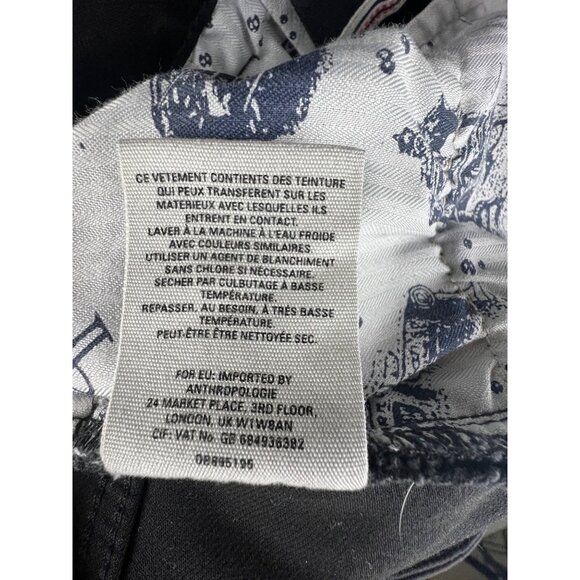 CE VETEMENT CONTIENTS DES TEINTURE
QUI PEUX TRANSFERENT SUR LES
MATERIEUX AVEC LESQUELLES ILS
ENTRENT EN CONTACT.
LAVER À LA MACHINE À L'EAU FROIDE
AVEC COULEURS SIMILAIRES
UTILISER UN AGENT DE BLANCHIMENT
SANS CHLORE SI NÉCESSAIRE.
SECHER PAR CULBUTAGE À BASSE
TEMPÉRATURE.
REPASSER, AU BESOIN, À TRÈS BASSE
TEMPÉRATURE
PEUT-ÊTRE ÊTRE NETTOYÉE SEC.
FOR EU: IMPORTED BY
ANTHROPOLOGIE
24 MARKET PLACE, 3RD FLOOR,
LONDON, UK W1W8AN
CIF: VAT No. GB 684936382